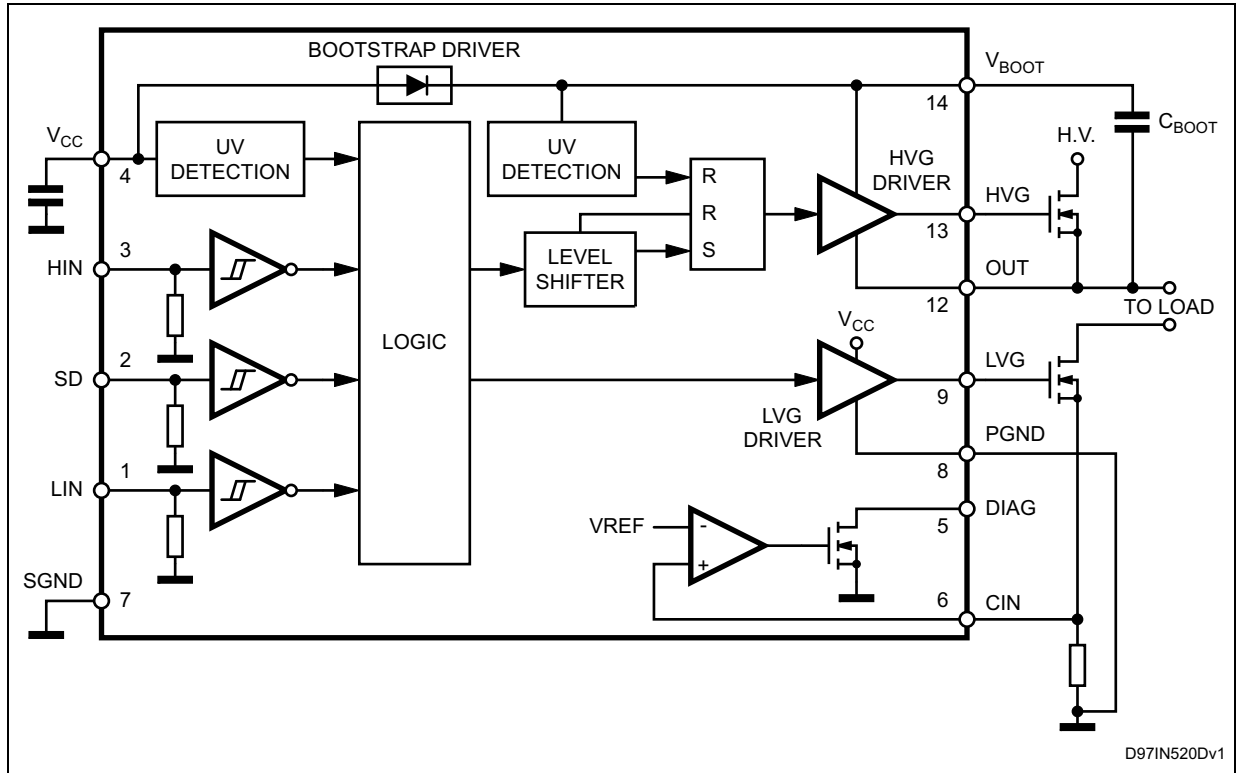 BOOTSTRAP DRIVER
VBOOT
14
CBOOT
VCC
4
UV
DETECTION
UV
DETECTION
H.V.
HVG
DRIVER
HVG
13
R
R
S
3
HIN
LEVEL
SHIFTER
OUT
12
TO LOAD
LOGIC
VCC
2
SD
LVG
9
LVG
DRIVER
PGND
8
1
LIN
DIAG
5
VREF
-
+
SGND
7
6
CIN
D97IN520Dv1